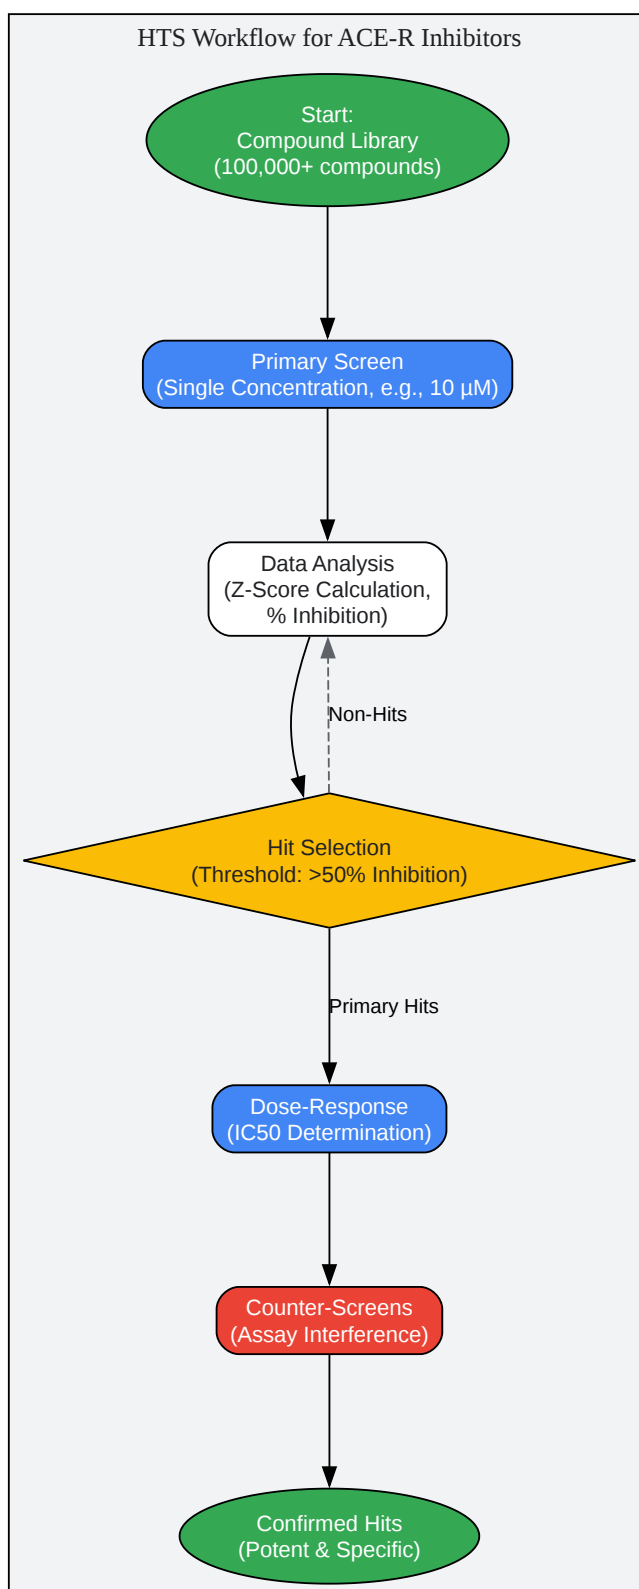 HTS Workflow for ACE-R Inhibitors
Start:
Compound Library
(100,000+ compounds)
Primary Screen
(Single Concentration, e.g., 10 µM)
Data Analysis
(Z-Score Calculation,
% Inhibition)
Non-Hits
Hit Selection
(Threshold: >50% Inhibition)
Primary Hits
Dose-Response
(IC50 Determination)
Counter-Screens
(Assay Interference)
Confirmed Hits
(Potent & Specific)